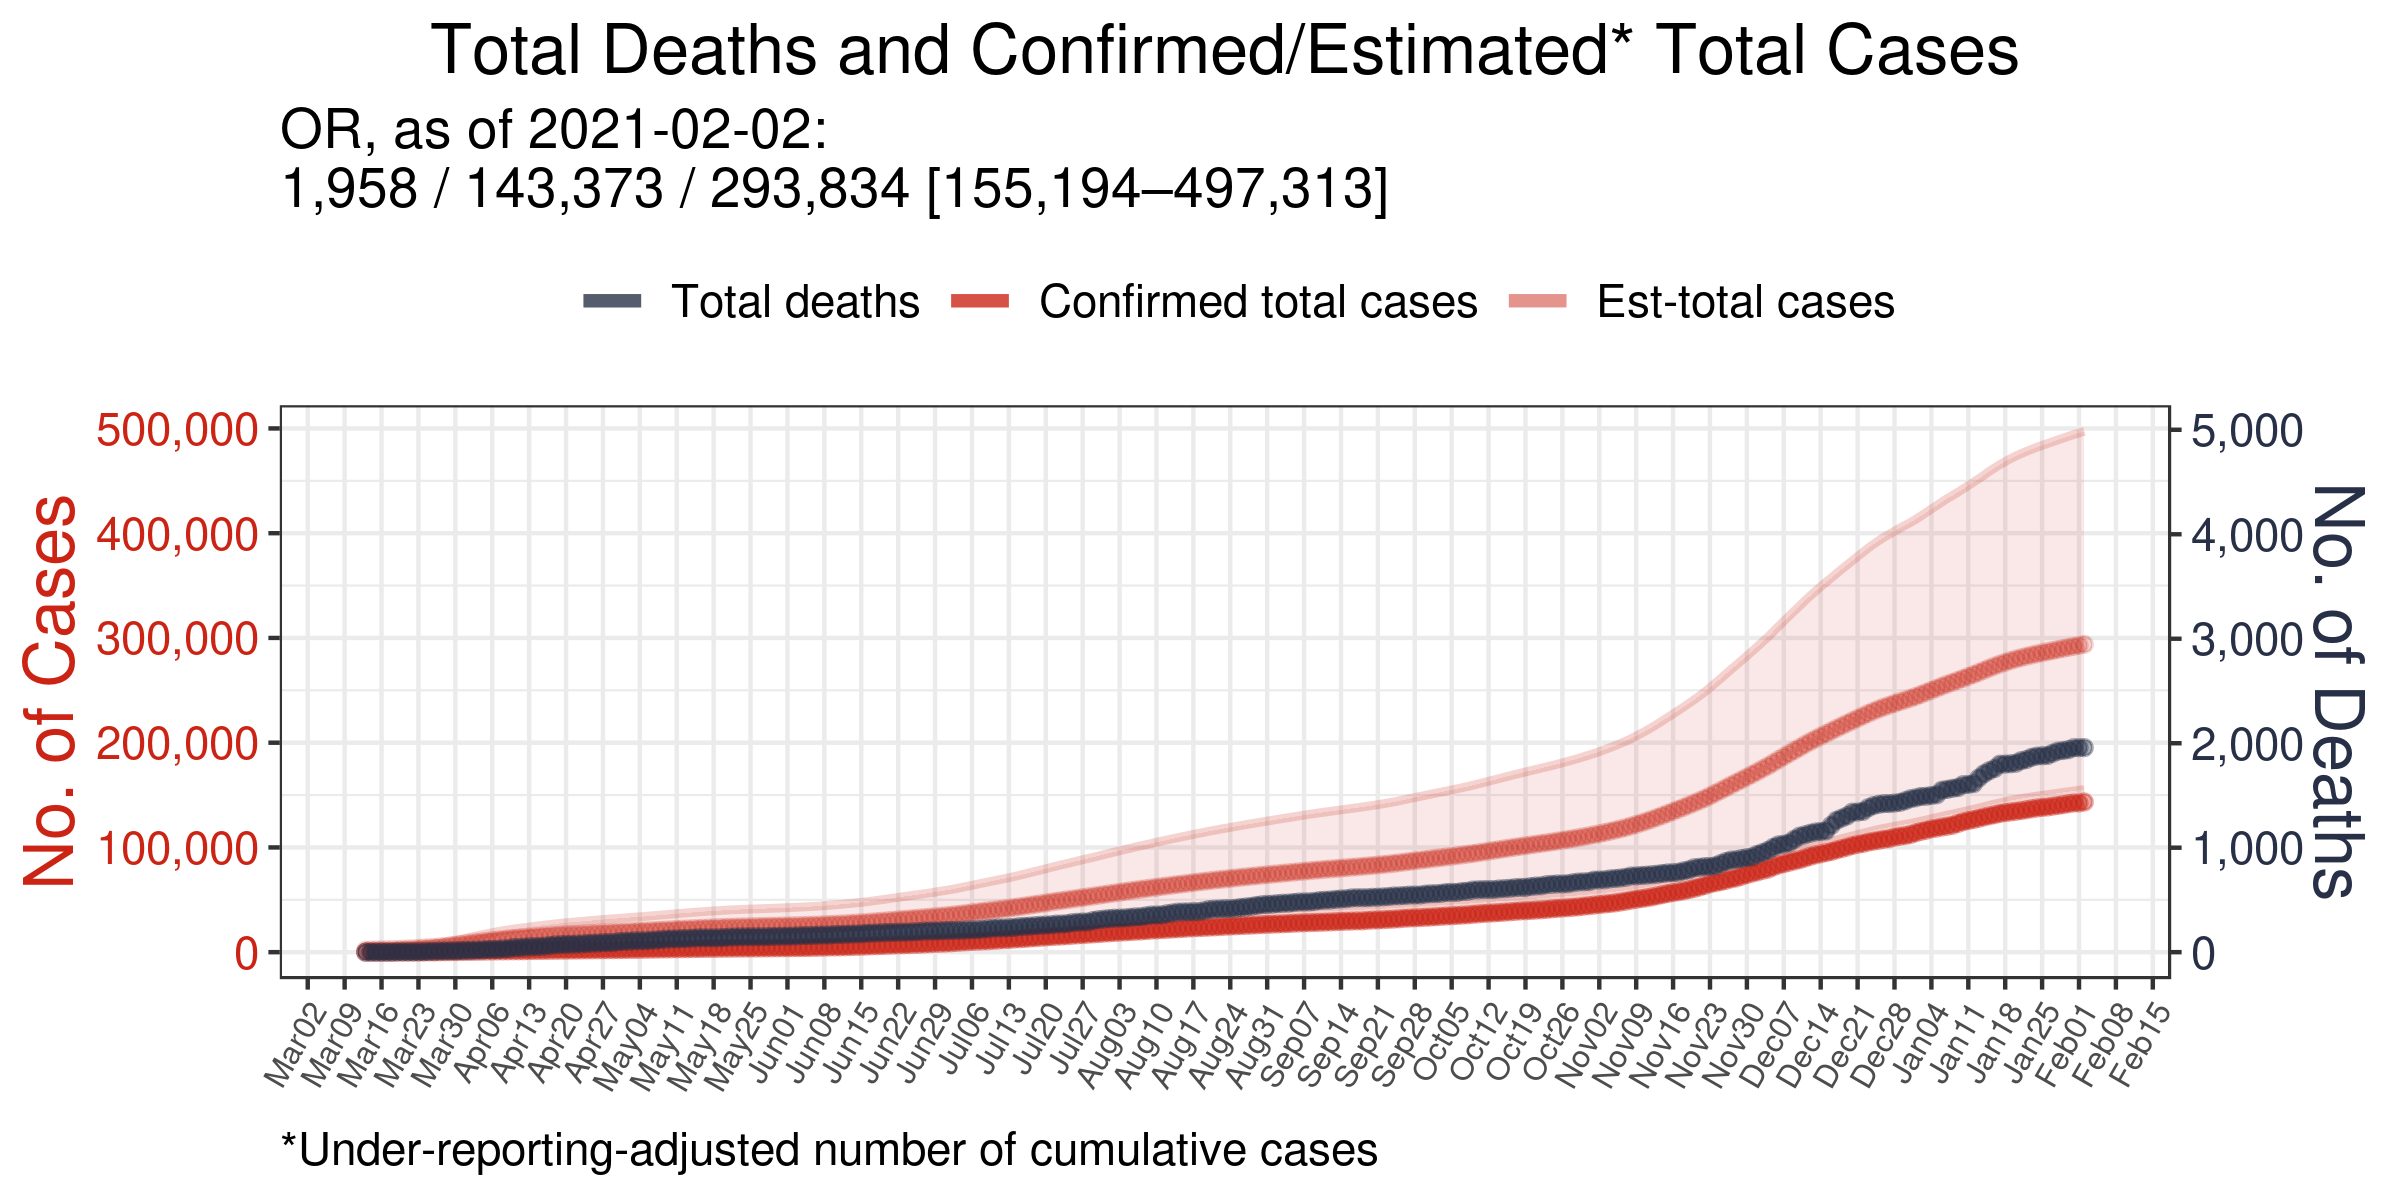 Total Deaths and Confirmed/Estimated* Total Cases
OR, as of 2021-02-02:
1,958 / 143,373 / 293,834 [155,194–497,313]
Total deaths
Confirmed total cases
Est-total cases
No. of Cases
500,000
400,000
300,000
200,000
100,000
0
5,000
4,000
3,000
2,000
1,000
0
No. of Deaths
Mar02
Mar09
Mar16
Mar23
Mar30
Apr06
Apr13
Apr20
Apr27
May04
May11
May18
May25
Jun01
Jun08
Jun15
Jun22
Jun29
Jul06
Jul13
Jul20
Jul27
Aug03
Aug10
Aug17
Aug24
Aug31
Sep07
Sep14
Sep21
Sep28
Oct05
Oct12
Oct19
Oct26
Nov02
Nov09
Nov16
Nov23
Nov30
Dec07
Dec14
Dec21
Dec28
Jan04
Jan11
Jan18
Jan25
Feb01
Feb08
Feb15
*Under-reporting-adjusted number of cumulative cases